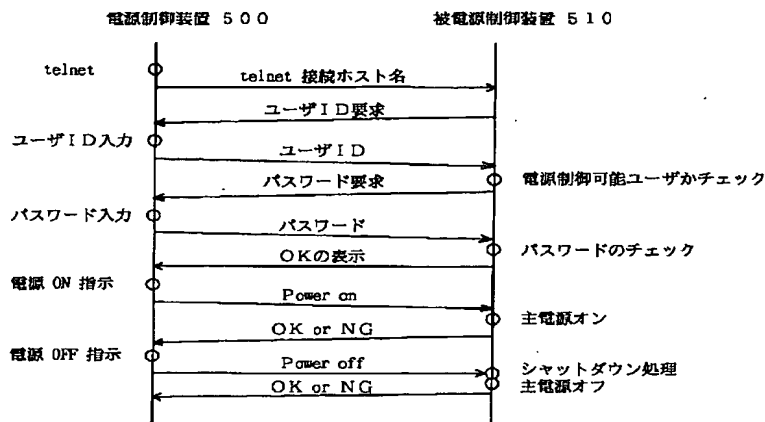 電源制御装置 500
被電源制御装置 510
telnet
telnet 接続ホスト名
ユーザID要求
ユーザID入力
ユーザID
電源制御可能ユーザかチェック
パスワード要求
パスワード入力
パスワード
パスワードのチェック
OKの表示
電源 ON 指示
Power on
主電源オン
OK or NG
電源 OFF 指示
Power off
シャットダウン処理
主電源オフ
OK or NG